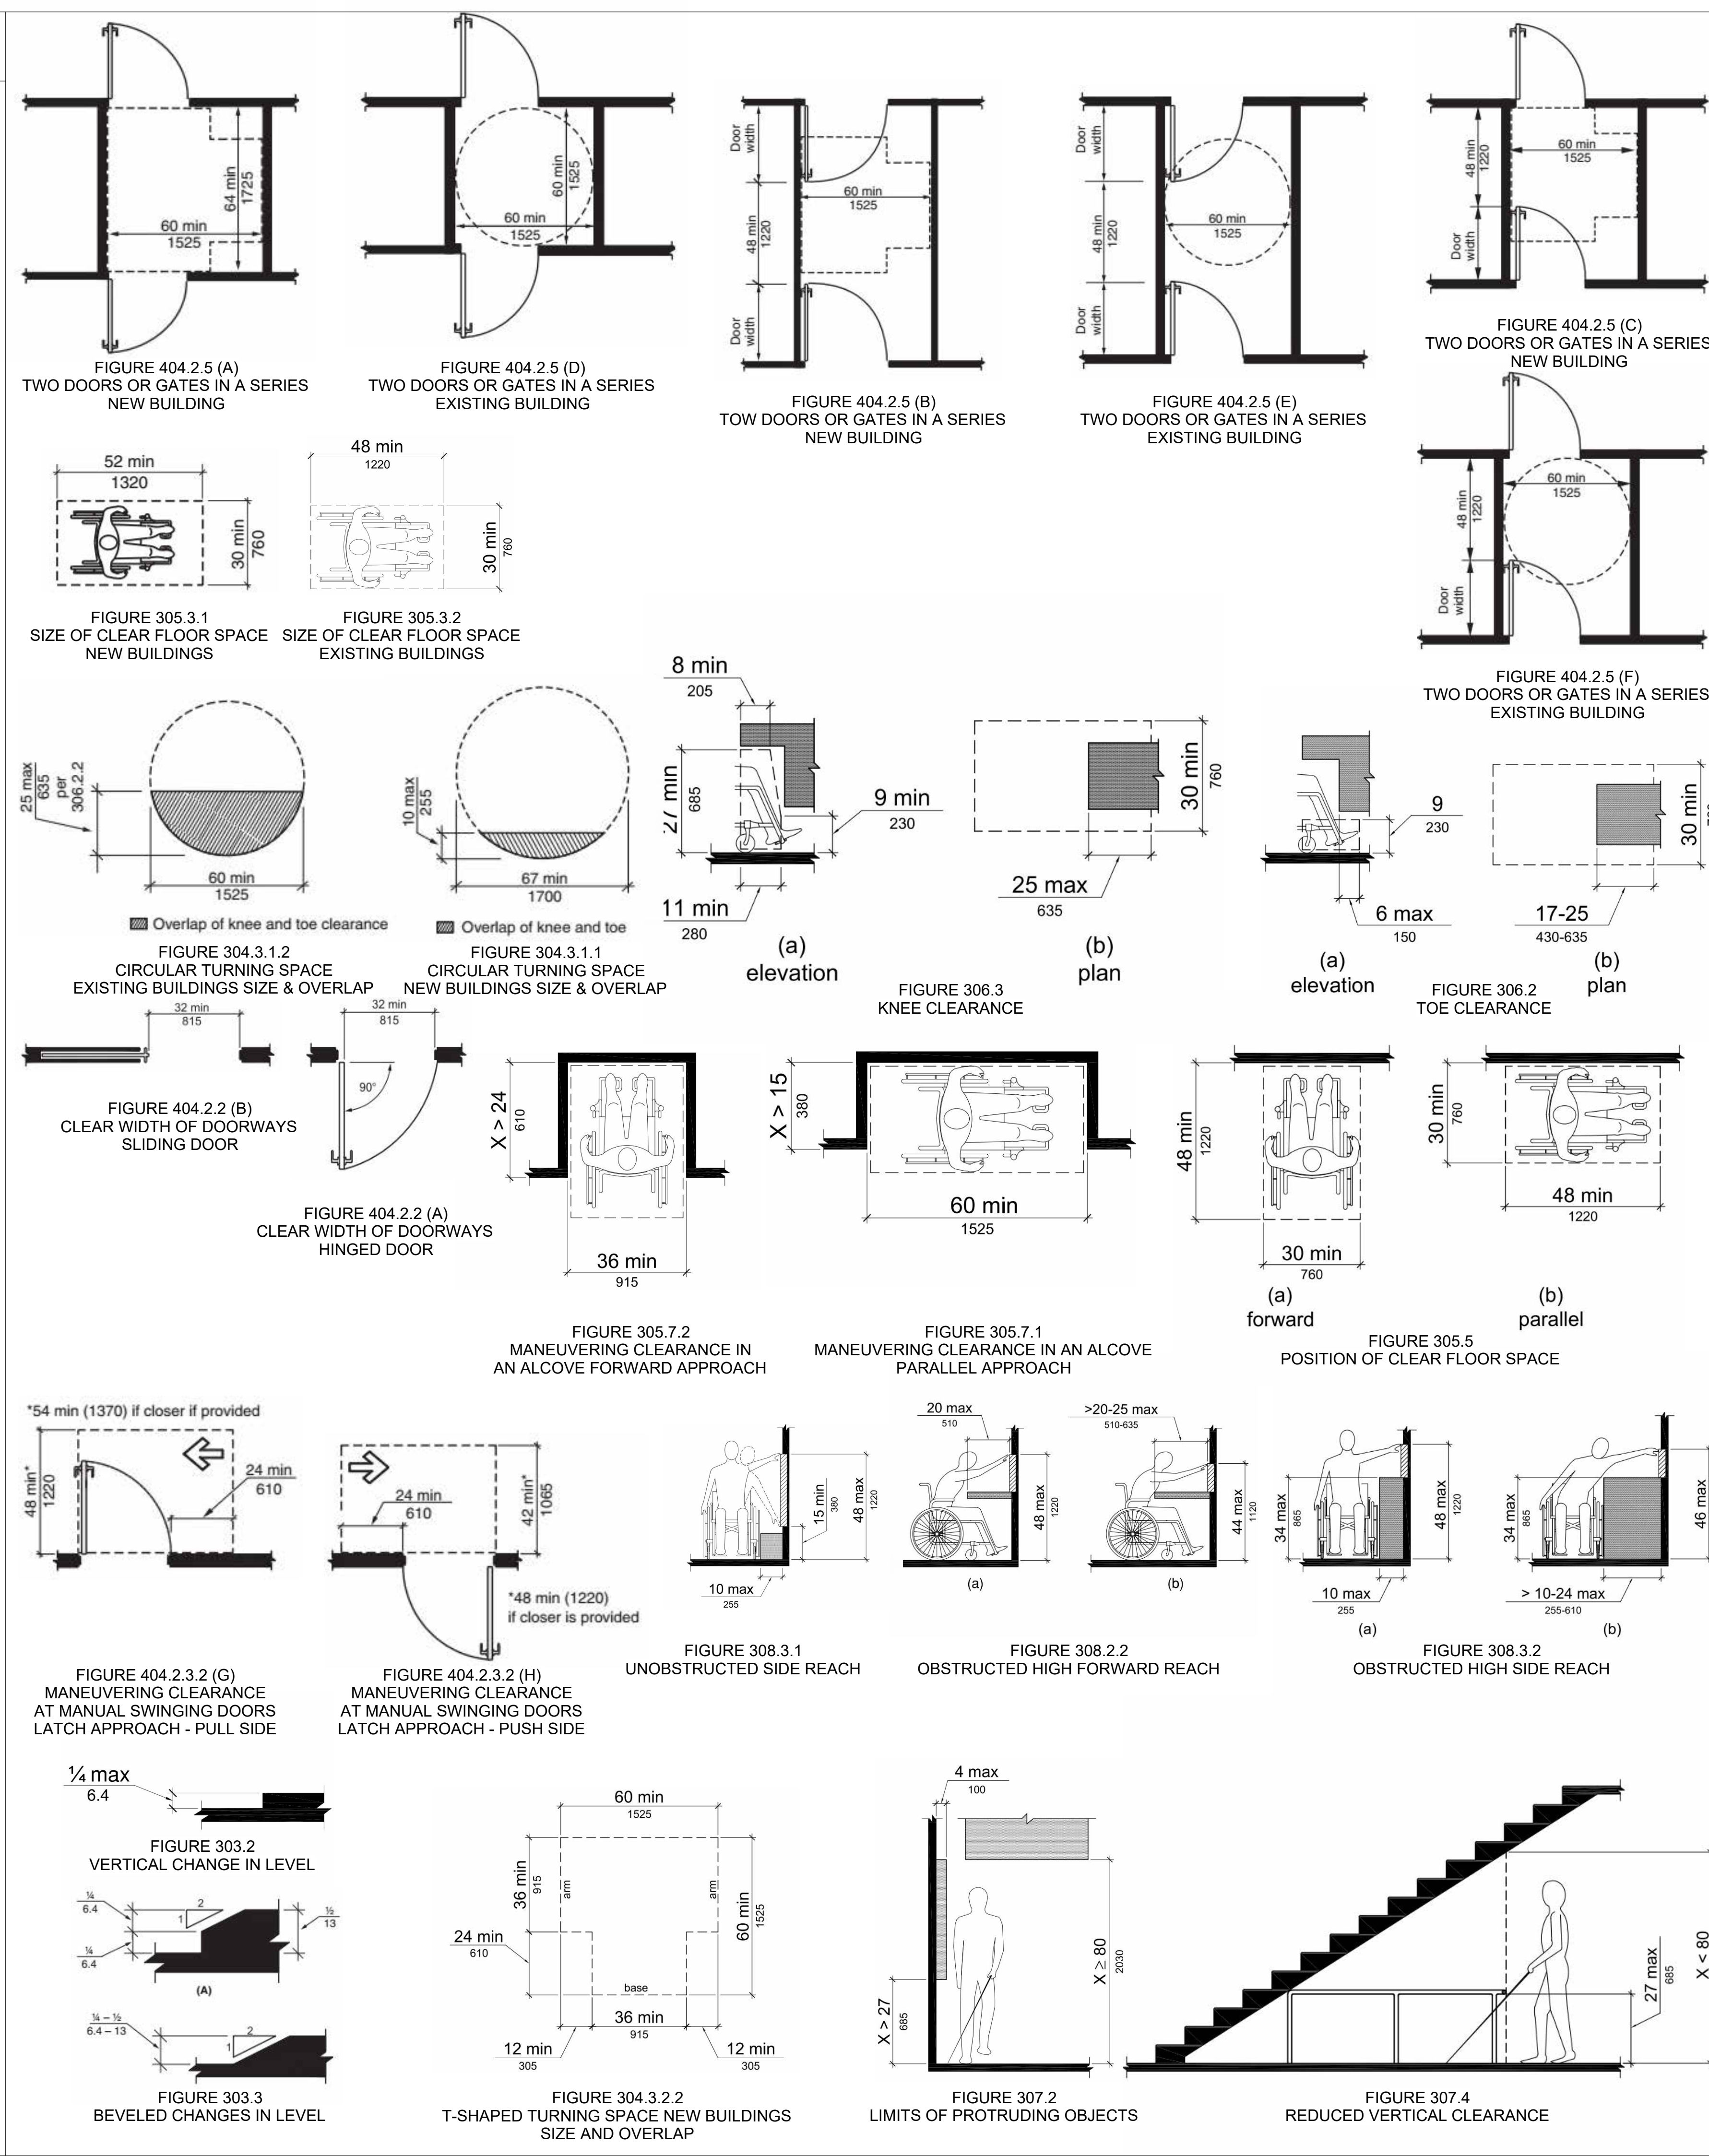 64 min
1725
60 min
1525
FIGURE 404.2.5 (A)
TWO DOORS OR GATES IN A SERIES
NEW BUILDING
60 min
1525
60 min
1525
FIGURE 404.2.5 (D)
TWO DOORS OR GATES IN A SERIES
EXISTING BUILDING
Door
width
60 min
1525
48 min
1220
Door
width
FIGURE 404.2.5 (B)
TOW DOORS OR GATES IN A SERIES
NEW BUILDING
Door
width
60 min
1525
48 min
1220
Door
width
FIGURE 404.2.5 (E)
TWO DOORS OR GATES IN A SERIES
EXISTING BUILDING
48 min
1220
60 min
1525
Door
width
FIGURE 404.2.5 (C)
TWO DOORS OR GATES IN A SERIES
NEW BUILDING
52 min
1320
30 min
760
FIGURE 305.3.1
SIZE OF CLEAR FLOOR SPACE
NEW BUILDINGS
48 min
1220
30 min
760
FIGURE 305.3.2
SIZE OF CLEAR FLOOR SPACE
EXISTING BUILDINGS
60 min
1525
48 min
1220
Door
width
FIGURE 404.2.5 (F)
TWO DOORS OR GATES IN A SERIES
EXISTING BUILDING
25 max
635
per
306.2.2
60 min
1525
Overlap of knee and toe clearance
FIGURE 304.3.1.2
CIRCULAR TURNING SPACE
EXISTING BUILDINGS SIZE & OVERLAP
10 max
255
67 min
1700
Overlap of knee and toe
FIGURE 304.3.1.1
CIRCULAR TURNING SPACE
NEW BUILDINGS SIZE & OVERLAP
8 min
205
27 min
685
9 min
230
11 min
280
(a)
elevation
30 min
760
25 max
635
(b)
plan
FIGURE 306.3
KNEE CLEARANCE
9
230
6 max
150
(a)
elevation
30 min
17-25
430-635
(b)
plan
FIGURE 306.2
TOE CLEARANCE
32 min
815
FIGURE 404.2.2 (B)
CLEAR WIDTH OF DOORWAYS
SLIDING DOOR
32 min
815
90°
FIGURE 404.2.2 (A)
CLEAR WIDTH OF DOORWAYS
HINGED DOOR
X > 24
610
36 min
915
FIGURE 305.7.2
MANEUVERING CLEARANCE IN
AN ALCOVE FORWARD APPROACH
X > 15
380
60 min
1525
FIGURE 305.7.1
MANEUVERING CLEARANCE IN AN ALCOVE
PARALLEL APPROACH
48 min
1220
30 min
760
(a)
forward
30 min
760
48 min
1220
(b)
parallel
FIGURE 305.5
POSITION OF CLEAR FLOOR SPACE
*54 min (1370) if closer if provided
48 min*
1220
24 min
610
FIGURE 404.2.3.2 (G)
MANEUVERING CLEARANCE
AT MANUAL SWINGING DOORS
LATCH APPROACH - PULL SIDE
24 min
610
42 min*
1065
*48 min (1220)
if closer is provided
FIGURE 404.2.3.2 (H)
MANEUVERING CLEARANCE
AT MANUAL SWINGING DOORS
LATCH APPROACH - PUSH SIDE
15 min
380
48 max
1220
10 max
255
FIGURE 308.3.1
UNOBSTRUCTED SIDE REACH
20 max
510
48 max
1220
(a)
>20-25 max
510-635
44 max
1120
(b)
FIGURE 308.2.2
OBSTRUCTED HIGH FORWARD REACH
34 max
865
48 max
1220
10 max
255
(a)
34 max
865
46 max
> 10-24 max
255-610
(b)
FIGURE 308.3.2
OBSTRUCTED HIGH SIDE REACH
¼ max
6.4
FIGURE 303.2
VERTICAL CHANGE IN LEVEL
¼
6.4
2
1
½
13
¼
6.4
(A)
¼ – ½
6.4 – 13
2
1
FIGURE 303.3
BEVELED CHANGES IN LEVEL
60 min
1525
36 min
915
arm
arm
60 min
1525
24 min
610
base
36 min
915
12 min
305
12 min
305
FIGURE 304.3.2.2
T-SHAPED TURNING SPACE NEW BUILDINGS
SIZE AND OVERLAP
4 max
100
X > 27
685
X ≥ 80
2030
FIGURE 307.2
LIMITS OF PROTRUDING OBJECTS
27 max
685
X < 80
FIGURE 307.4
REDUCED VERTICAL CLEARANCE